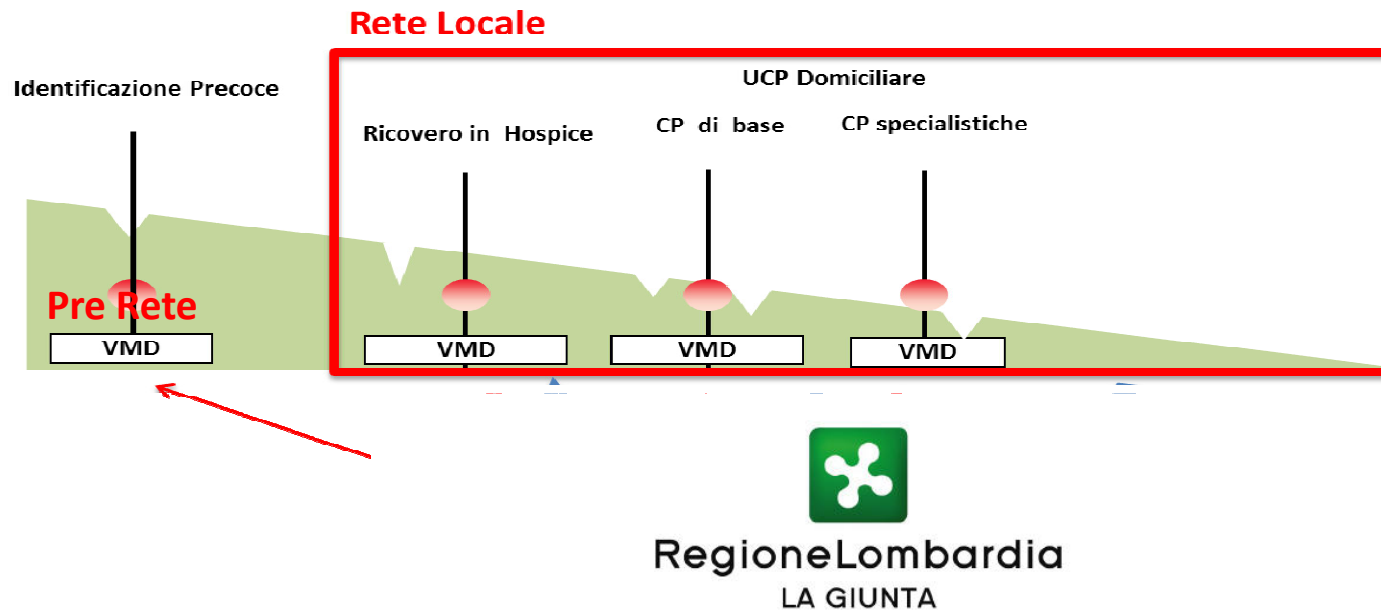 Rete Locale
Identificazione Precoce
UCP Domiciliare
Ricovero in Hospice
CP di base
CP specialistiche
Pre Rete
VMD
VMD
VMD
VMD
RegioneLombardia
LA GIUNTA